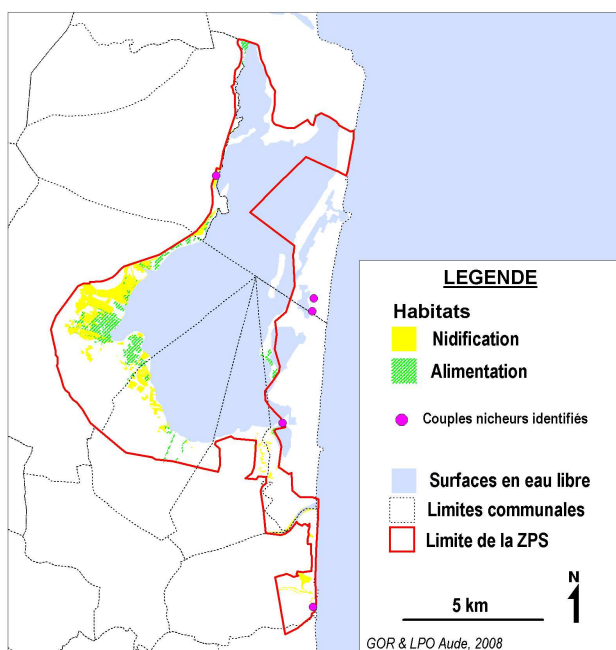 LEGENDE
Habitats
Nidification
Alimentation
Couples nicheurs identifiés
Surfaces en eau libre
Limites communales
Limite de la ZPS
N
5 km
GOR & LPO Aude, 2008